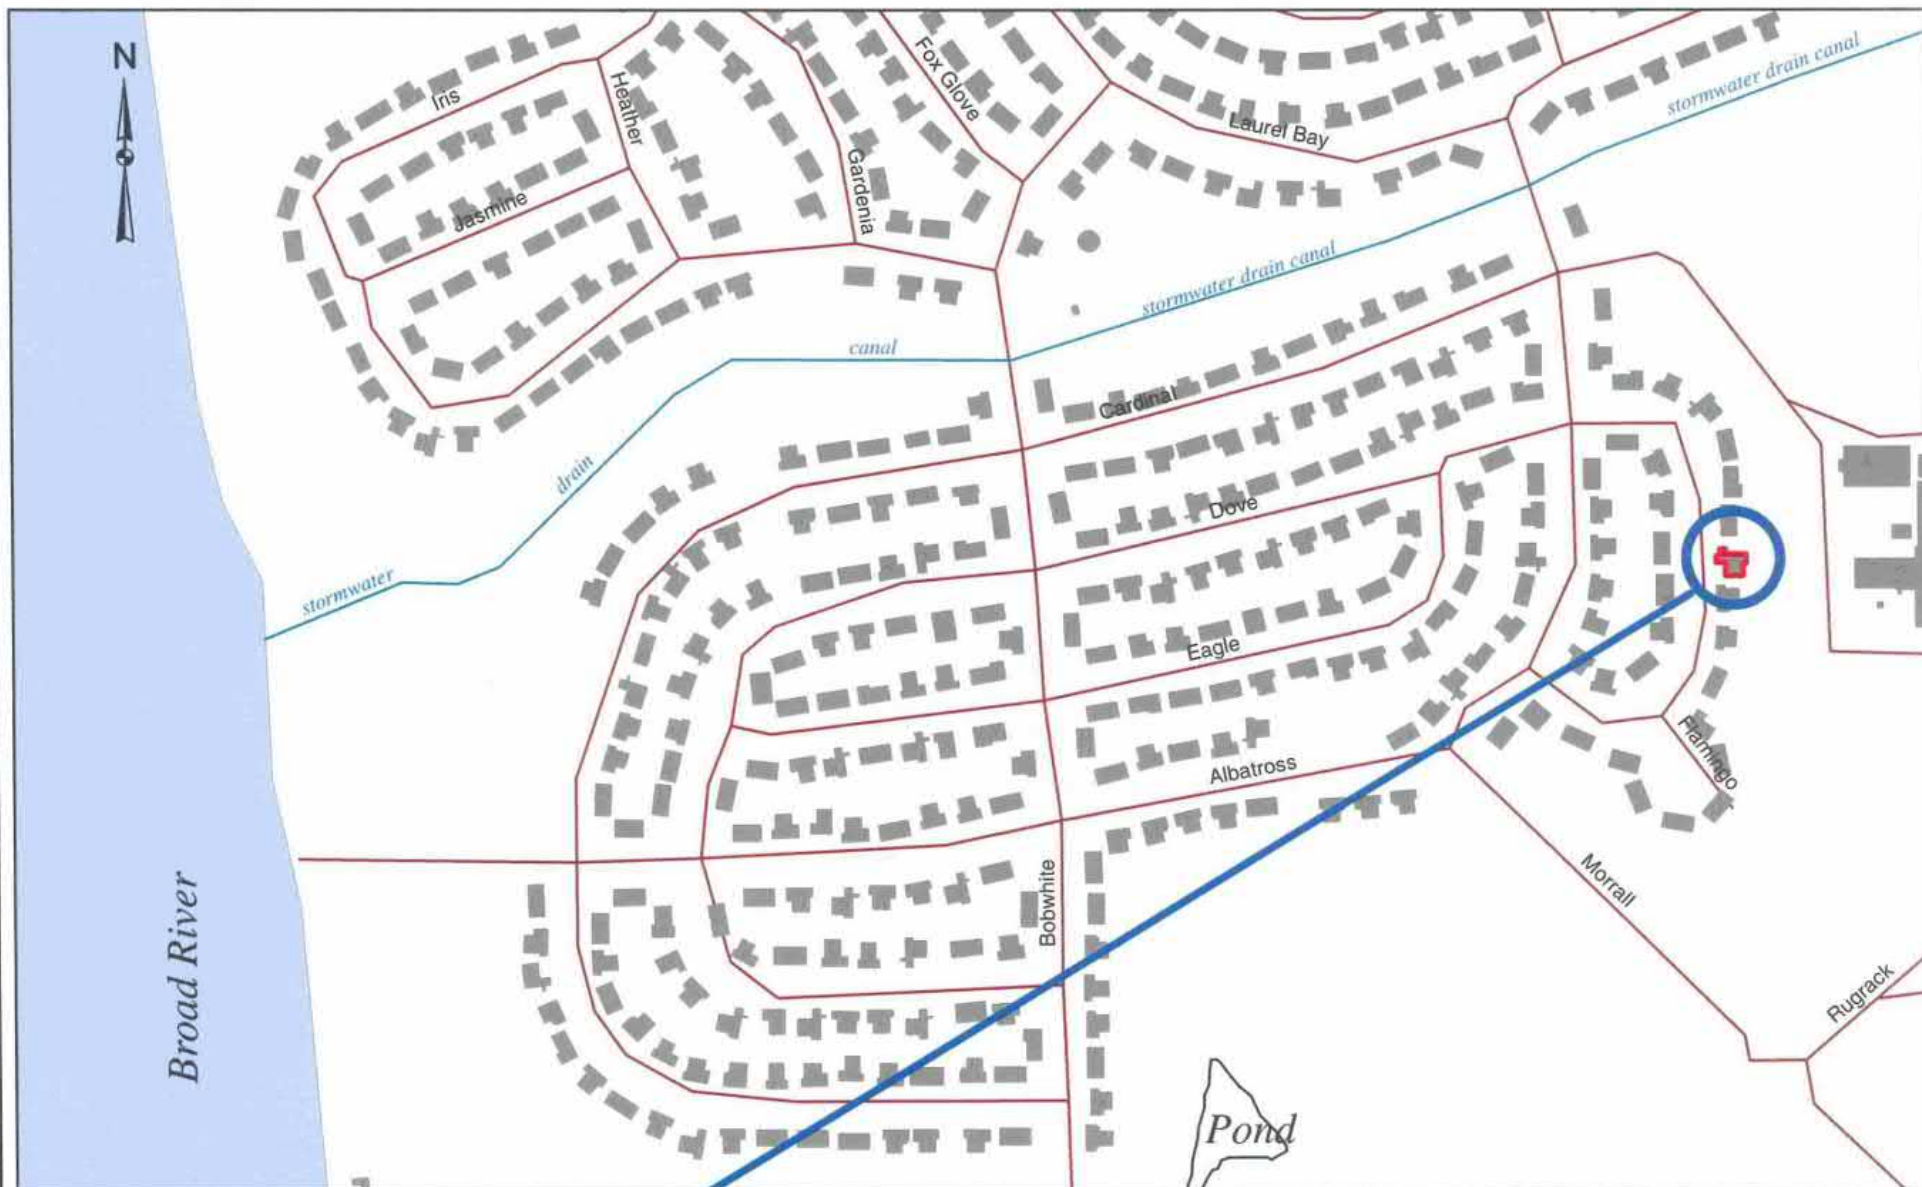 N
Iris
Heather
Fox Glove
Gardenia
Jasmine
Laurel Bay
stormwater drain canal
stormwater drain canal
canal
drain
stormwater
Cardinal
Dove
Eagle
Albatross
Flamingo
Bobwhite
Morrall
Rugrack
Broad River
Pond